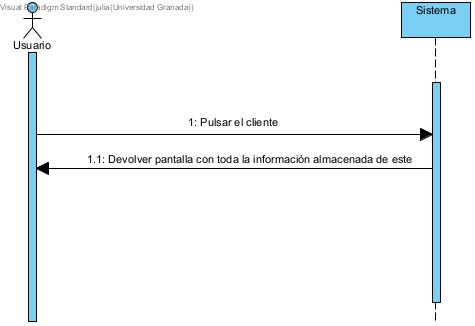 Visual Paradigm Standard(julia(Universidad Granada))
Usuario
Sistema
1: Pulsar el cliente
1.1: Devolver pantalla con toda la información almacenada de este